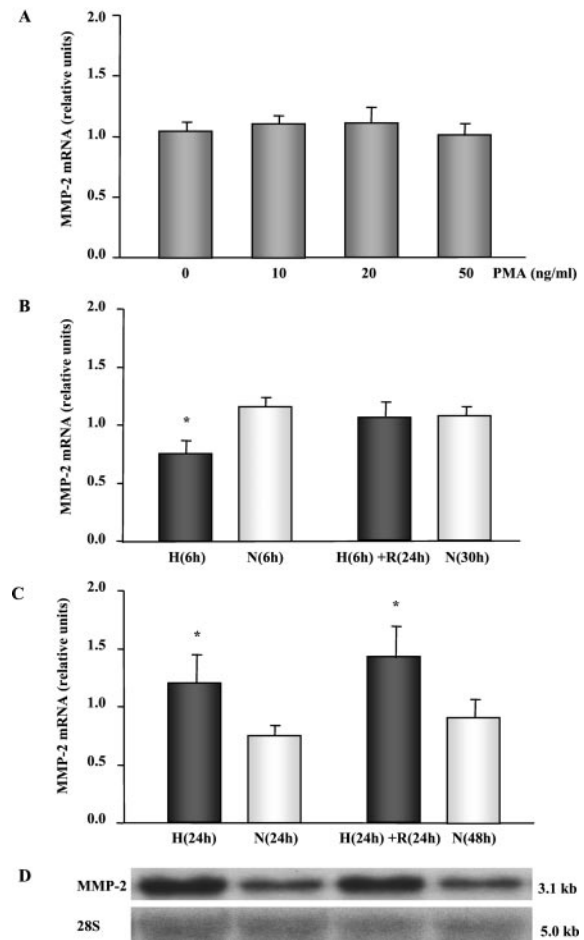 A
MMP-2 mRNA (relative units)
2.0
1.5
1.0
0.5
0.0
0 10 20 50 PMA (ng/ml)
B
MMP-2 mRNA (relative units)
2.0
1.5
1.0
0.5
0.0
*
H(6h) N(6h) H(6h) +R(24h) N(30h)
C
MMP-2 mRNA (relative units)
2.0
1.5
1.0
0.5
0.0
* *
H(24h) N(24h) H(24h) +R(24h) N(48h)
D
MMP-2 3.1 kb
28S 5.0 kb